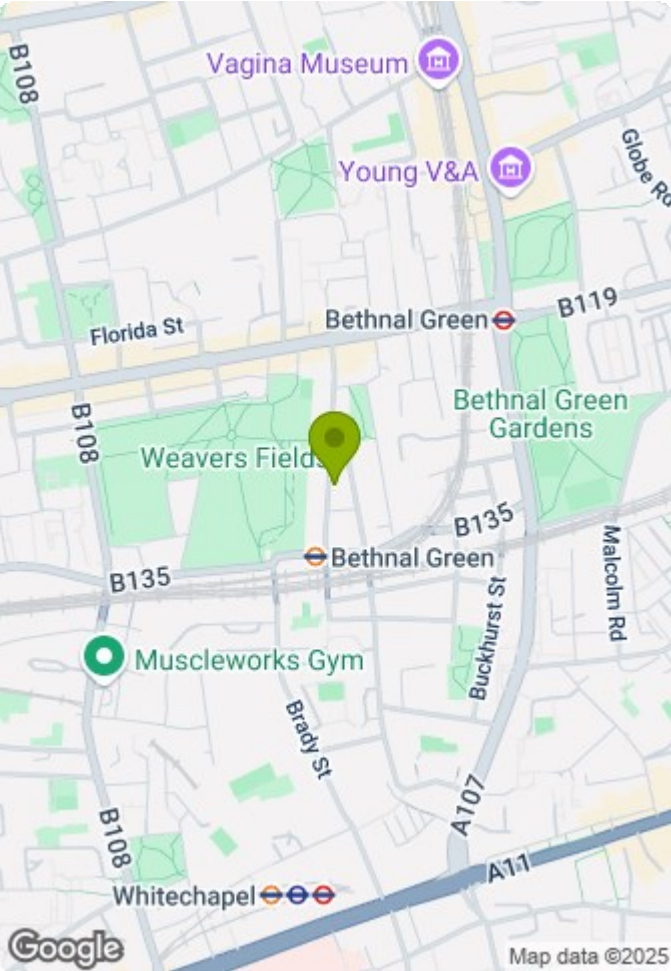 B108
Vagina Museum
Young V&A
Globe Rd
Bethnal Green
B119
Florida St
Bethnal Green
Gardens
B108
Weavers Fields
B135
Bethnal Green
B135
Malcolm Rd
Buckhurst St
Muscleworks Gym
Brady St
A107
B108
A11
Whitechapel
Google
Map data ©2025